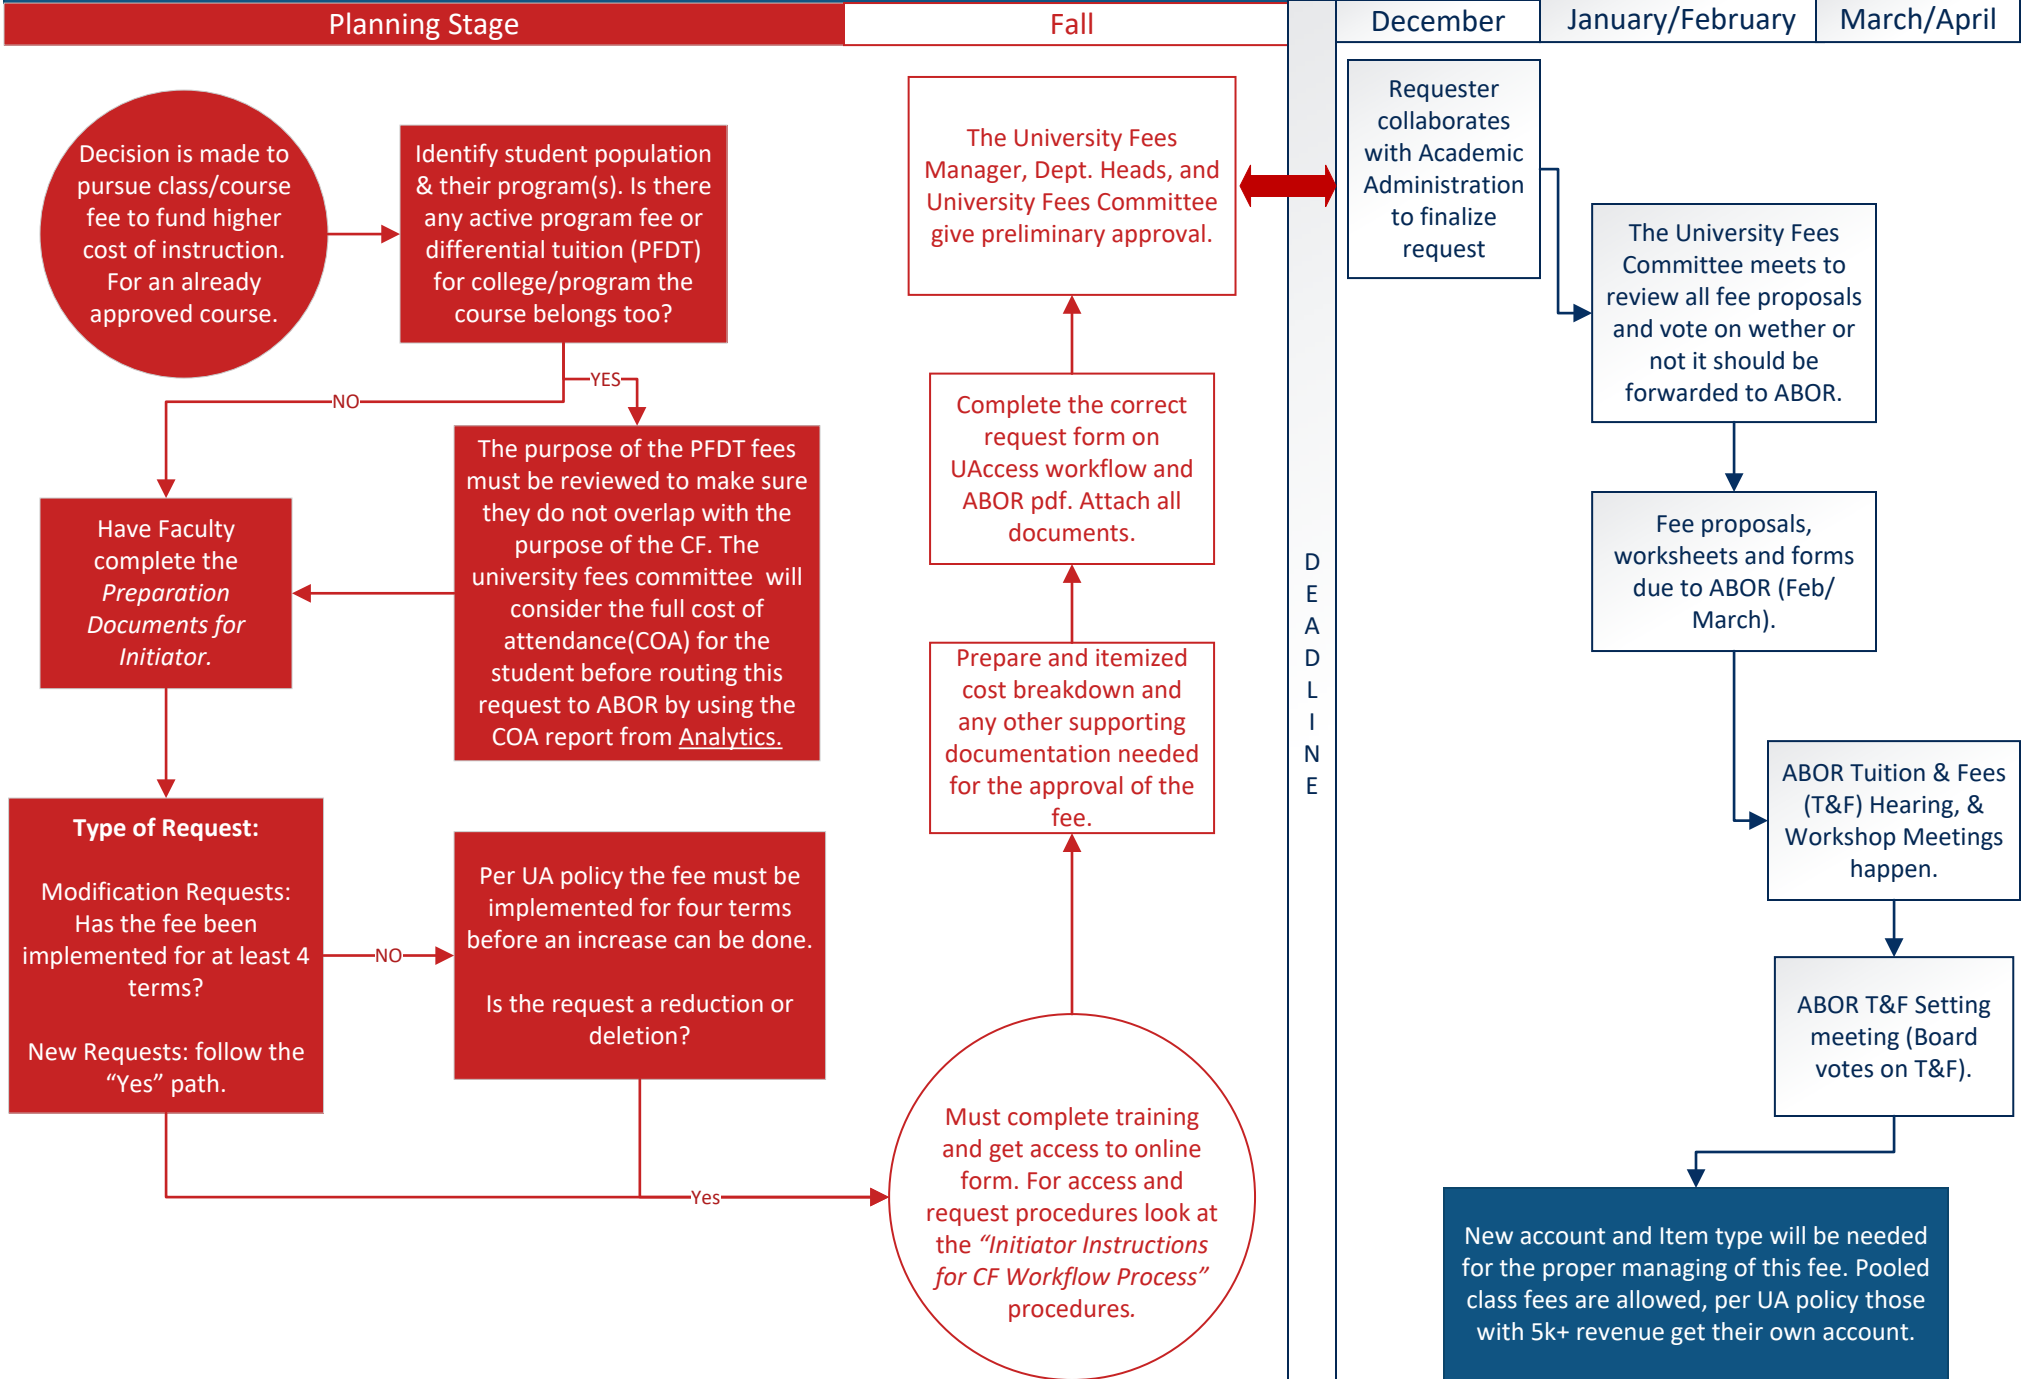 Planning Stage
Fall
December
January/February
March/April
Decision is made to
pursue class/course
fee to fund higher
cost of instruction.
For an already
approved course.
Identify student population
& their program(s). Is there
any active program fee or
differential tuition (PFDT)
for college/program the
course belongs too?
NO
YES
The purpose of the PFDT fees
must be reviewed to make sure
they do not overlap with the
purpose of the CF. The
university fees committee will
consider the full cost of
attendance(COA) for the
student before routing this
request to ABOR by using the
COA report from Analytics.
Have Faculty
complete the
Preparation
Documents for
Initiator.
Type of Request:
Modification Requests:
Has the fee been
implemented for at least 4
terms?
New Requests: follow the
“Yes” path.
NO
Per UA policy the fee must be
implemented for four terms
before an increase can be done.
Is the request a reduction or
deletion?
Yes
Must complete training
and get access to online
form. For access and
request procedures look at
the “Initiator Instructions
for CF Workflow Process”
procedures.
Prepare and itemized
cost breakdown and
any other supporting
documentation needed
for the approval of the
fee.
Complete the correct
request form on
UAccess workflow and
ABOR pdf. Attach all
documents.
The University Fees
Manager, Dept. Heads, and
University Fees Committee
give preliminary approval.
D
E
A
D
L
I
N
E
Requester
collaborates
with Academic
Administration
to finalize
request
The University Fees
Committee meets to
review all fee proposals
and vote on wether or
not it should be
forwarded to ABOR.
Fee proposals,
worksheets and forms
due to ABOR (Feb/
March).
ABOR Tuition & Fees
(T&F) Hearing, &
Workshop Meetings
happen.
ABOR T&F Setting
meeting (Board
votes on T&F).
New account and Item type will be needed
for the proper managing of this fee. Pooled
class fees are allowed, per UA policy those
with 5k+ revenue get their own account.